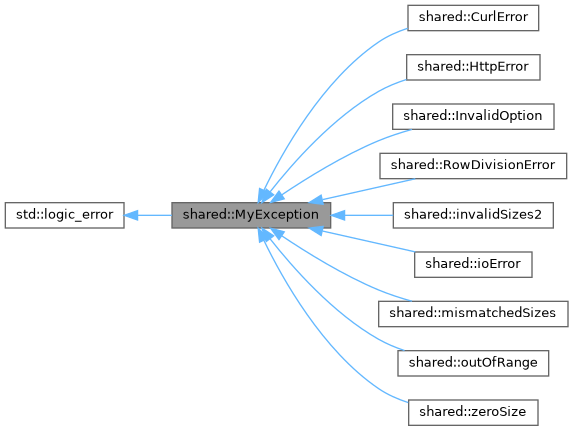 shared::CurlError
shared::HttpError
shared::InvalidOption
shared::RowDivisionError
std::logic_error
shared::MyException
shared::invalidSizes2
shared::ioError
shared::mismatchedSizes
shared::outOfRange
shared::zeroSize